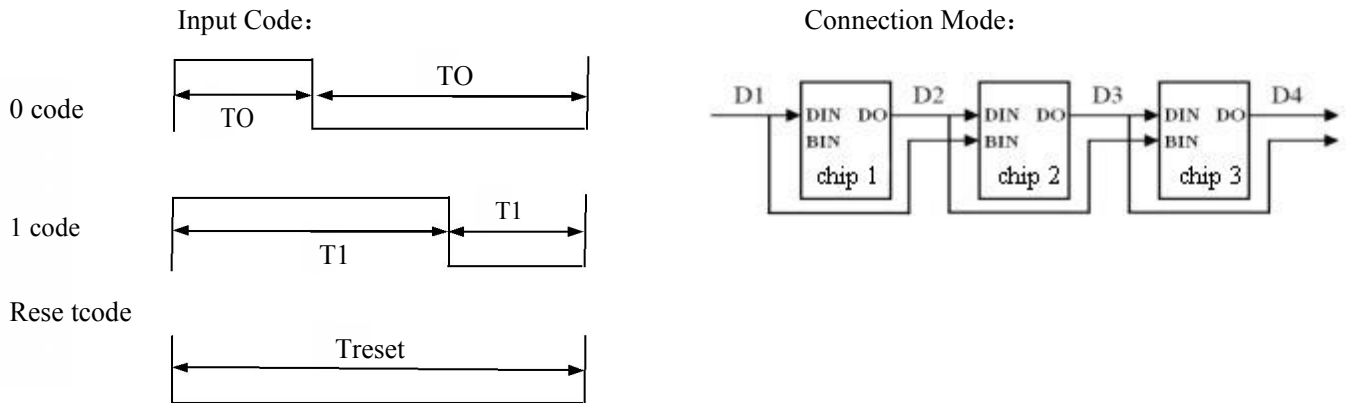 Input Code：
0 code
TO
TO
1 code
T1
T1
Rese tcode
Treset
Connection Mode：
D1
DIN DO
BIN
chip 1
D2
DIN DO
BIN
chip 2
D3
DIN DO
BIN
chip 3
D4